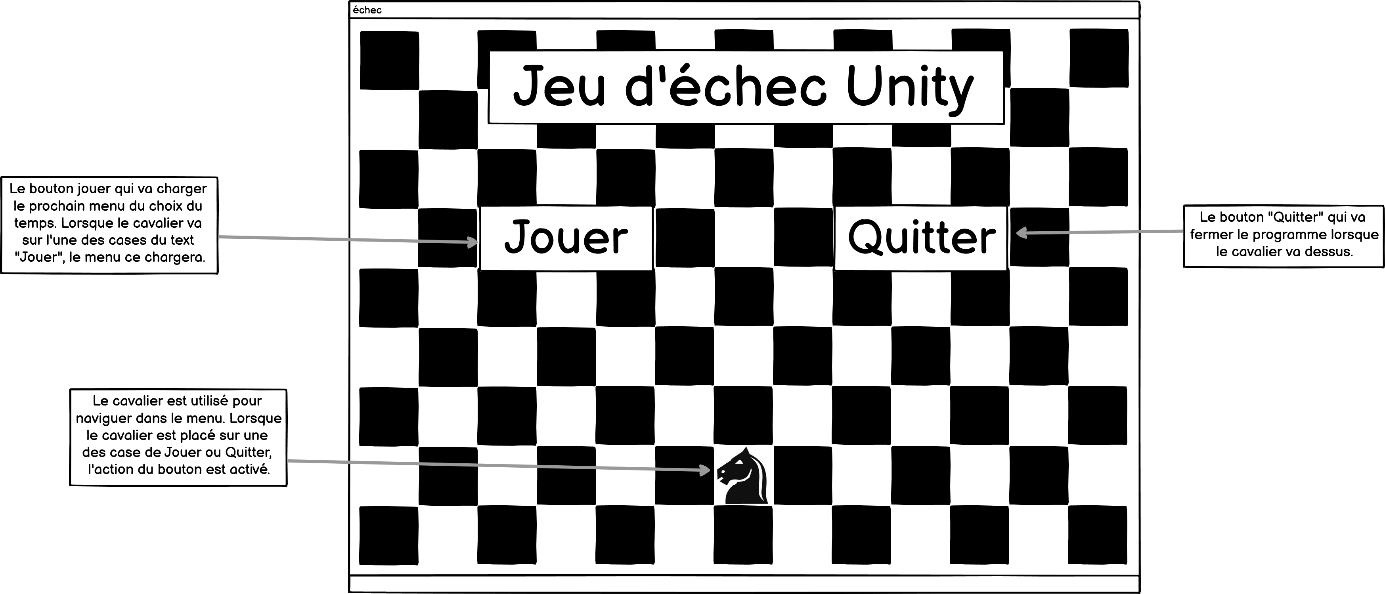 échec
Jeu d'échec Unity
Le bouton jouer qui va charger
le prochain menu du choix du
temps. Lorsque le cavalier va
sur l'une des cases du text
"Jouer", le menu ce chargera.
Jouer
Quitter
Le bouton "Quitter" qui va
fermer le programme lorsque
le cavalier va dessus.
Le cavalier est utilisé pour
naviguer dans le menu. Lorsque
le cavalier est placé sur une
des case de Jouer ou Quitter,
l'action du bouton est activé.